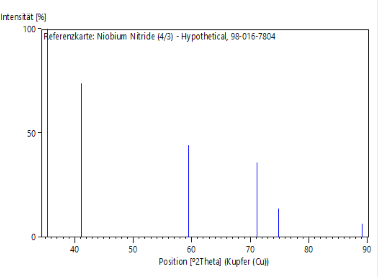 Intensität [%]
100
Referenzkarte: Niobium Nitride (4/3) - Hypothetical, 98-016-7804
50
0
40 50 60 70 80 90
Position [°2Theta] (Kupfer (Cu))